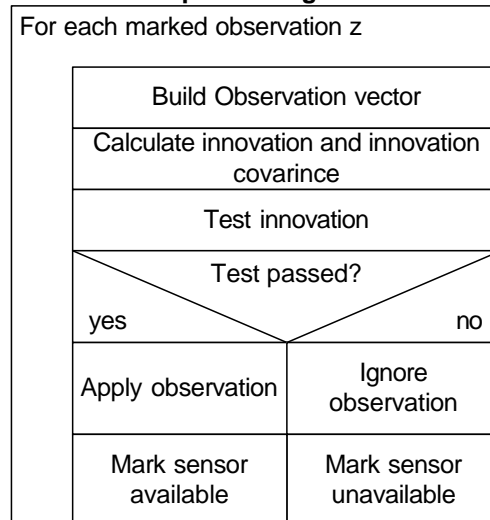 For each marked observation z
Build Observation vector
Calculate innovation and innovation
covarince
Test innovation
Test passed?
yes
no
Apply observation
Ignore
observation
Mark sensor
available
Mark sensor
unavailable